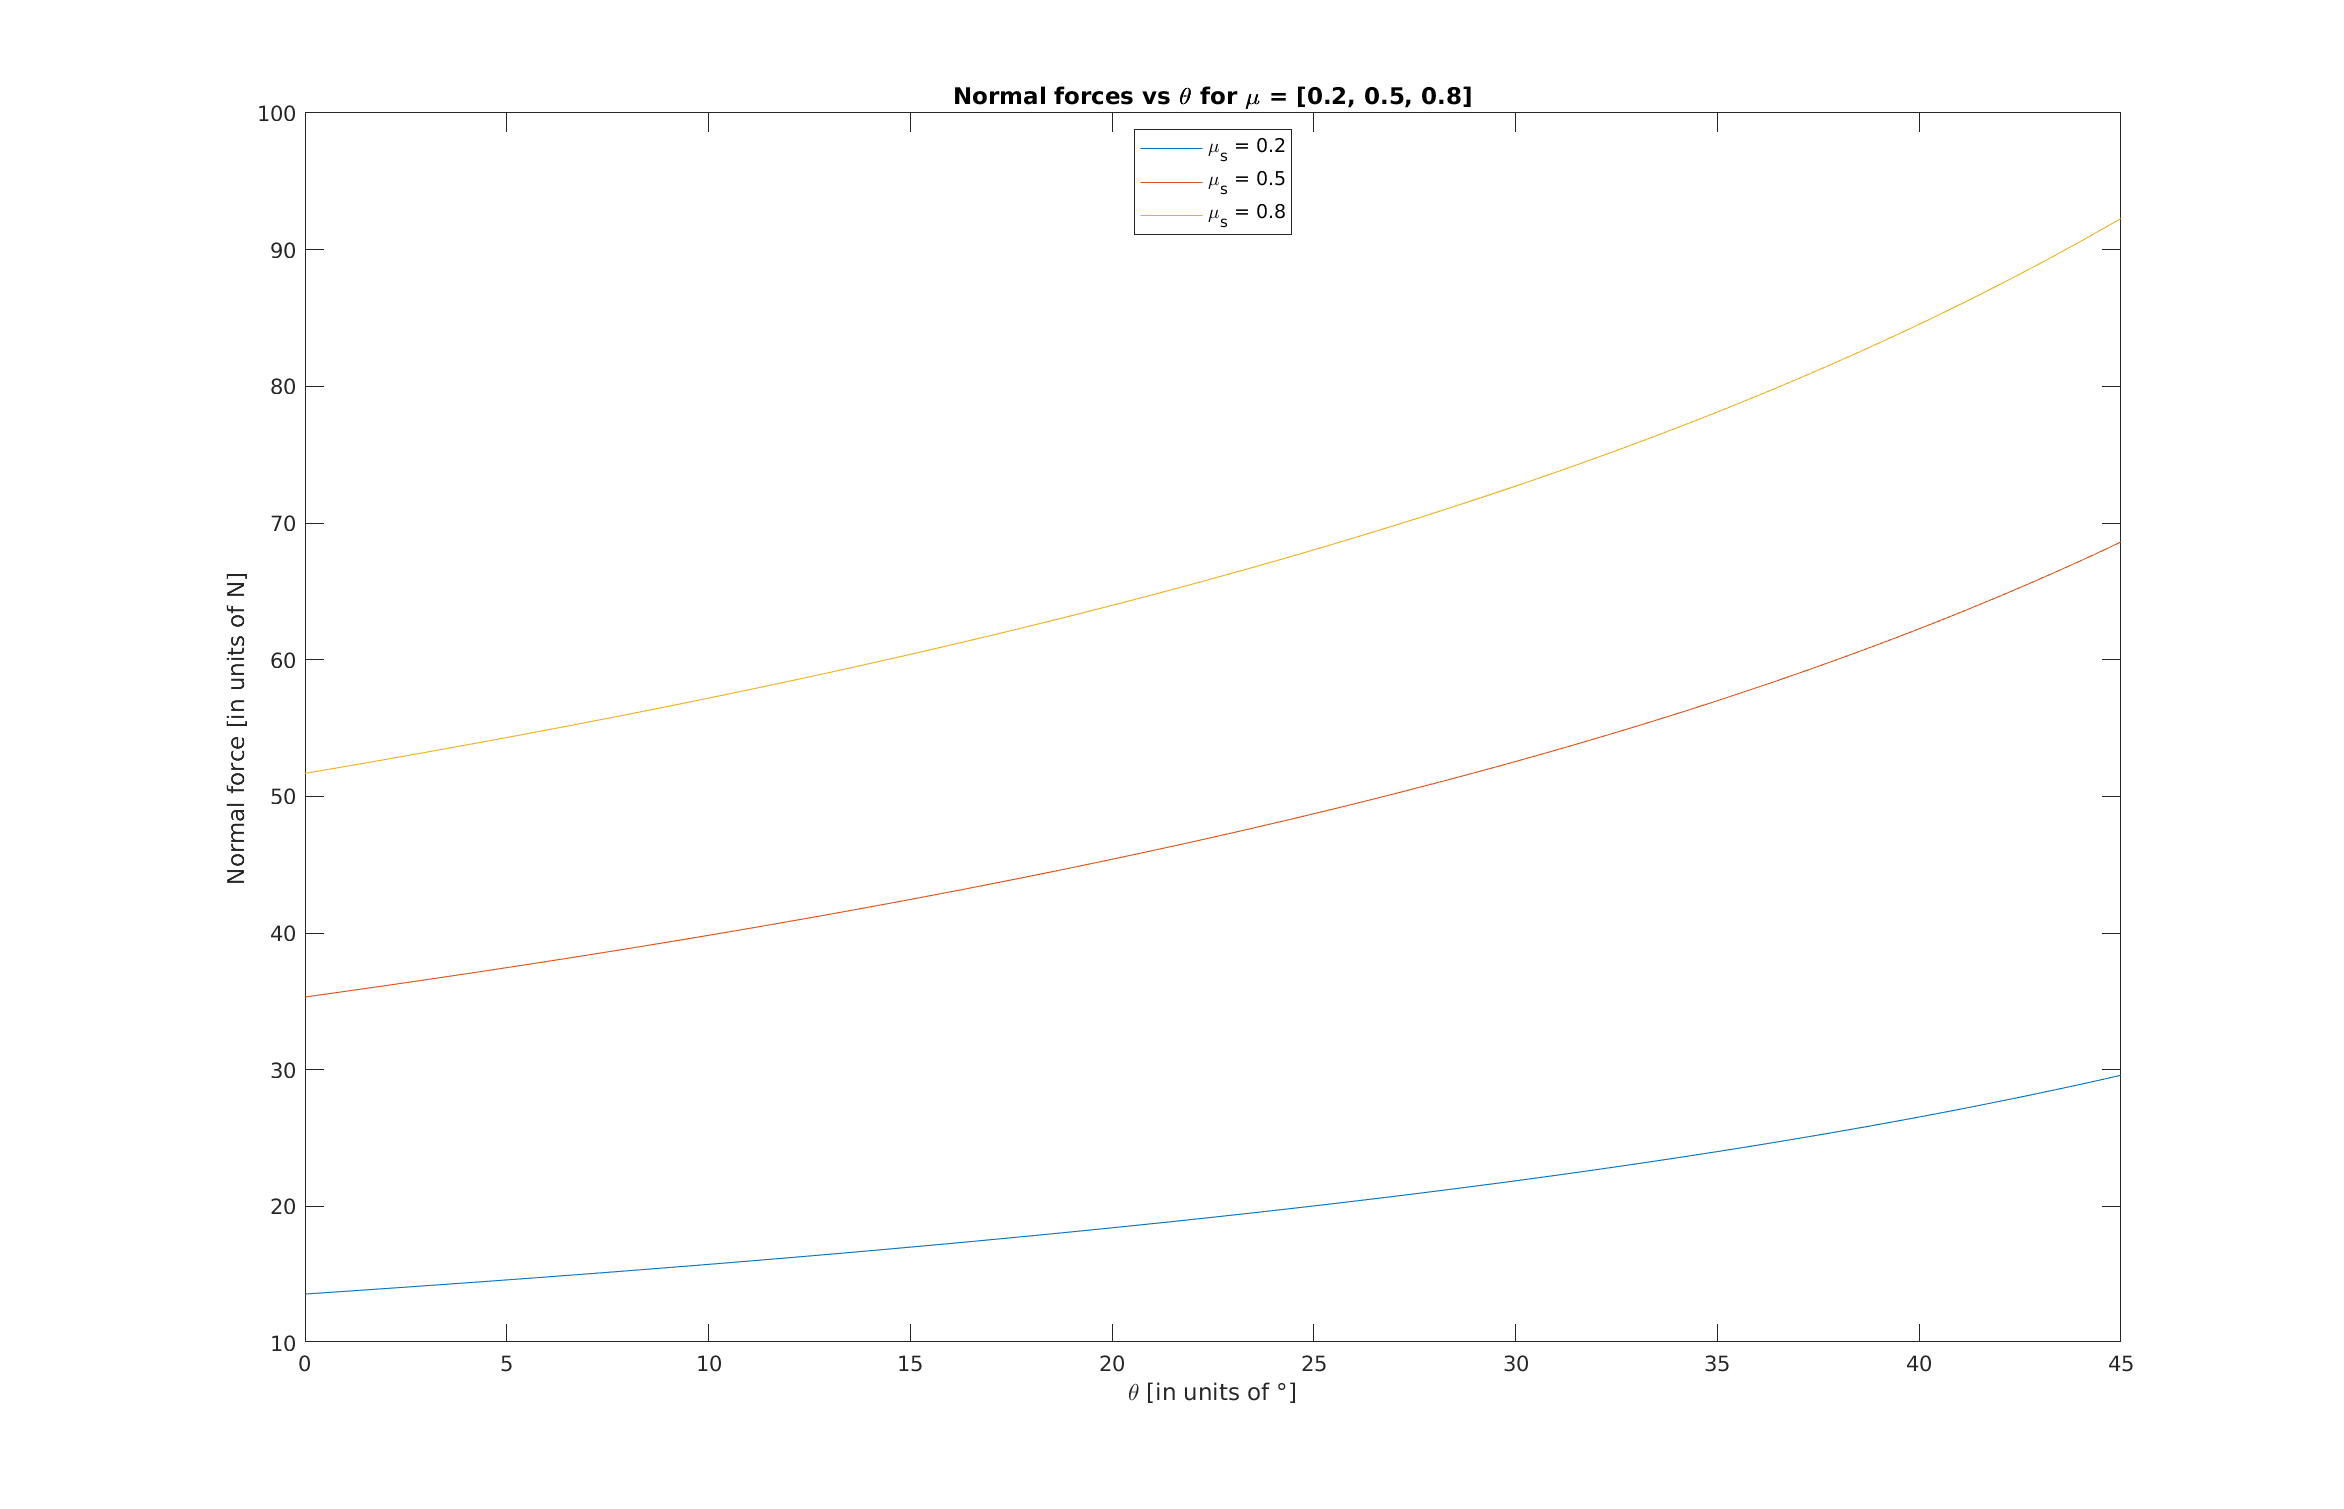 Normal forces vs θ for μ = [0.2, 0.5, 0.8]
μs = 0.2
μs = 0.5
μs = 0.8
100
90
80
70
60
50
40
30
20
10
Normal force [in units of N]
0 5 10 15 20 25 30 35 40 45
θ [in units of °]